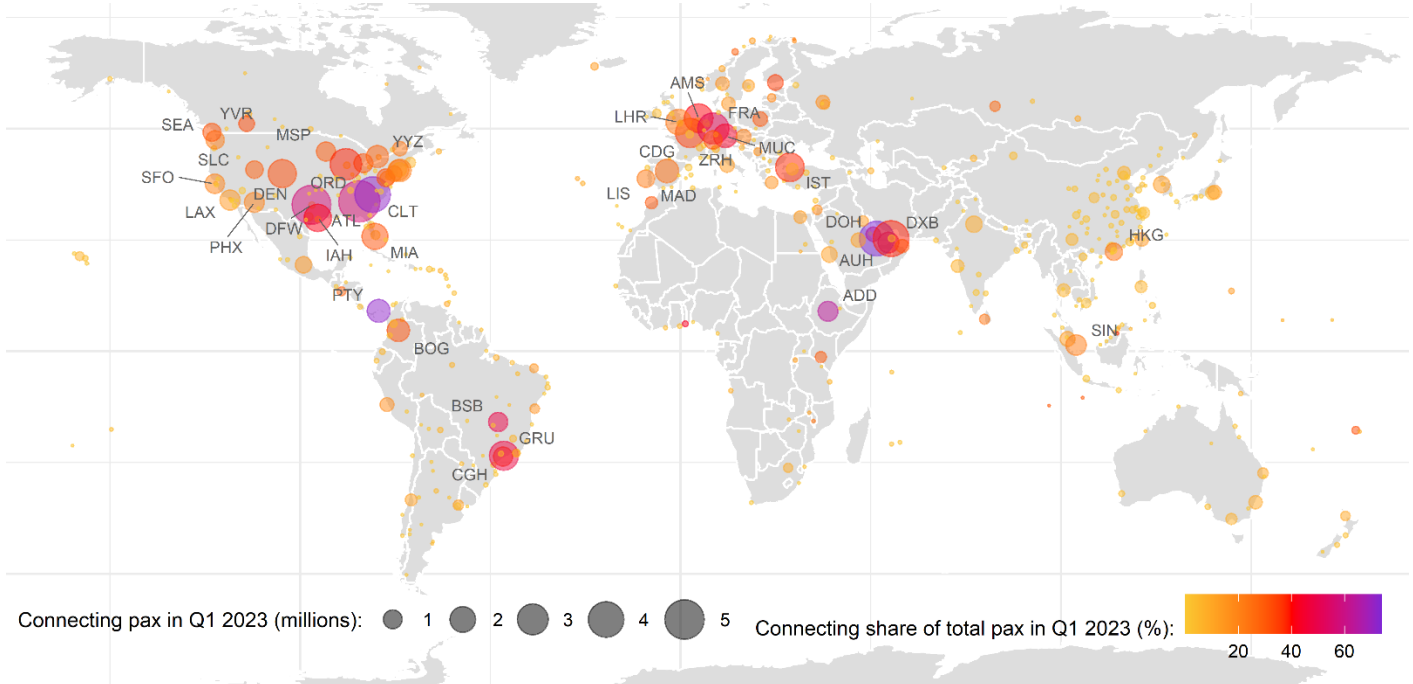 AMS
LHR
FRA
YVR
SEA
MSP
YYZ
MUC
CDG
ZRH
SLC
SFO
IST
DEN
ORD
LIS
MAD
LAX
CLT
ATL
DOH
DXB
DFW
PHX
HKG
IAH
MIA
AUH
PTY
ADD
SIN
BOG
BSB
GRU
CGH
Connecting pax in Q1 2023 (millions): 1 2 3 4 5
Connecting share of total pax in Q1 2023 (%):
20 40 60